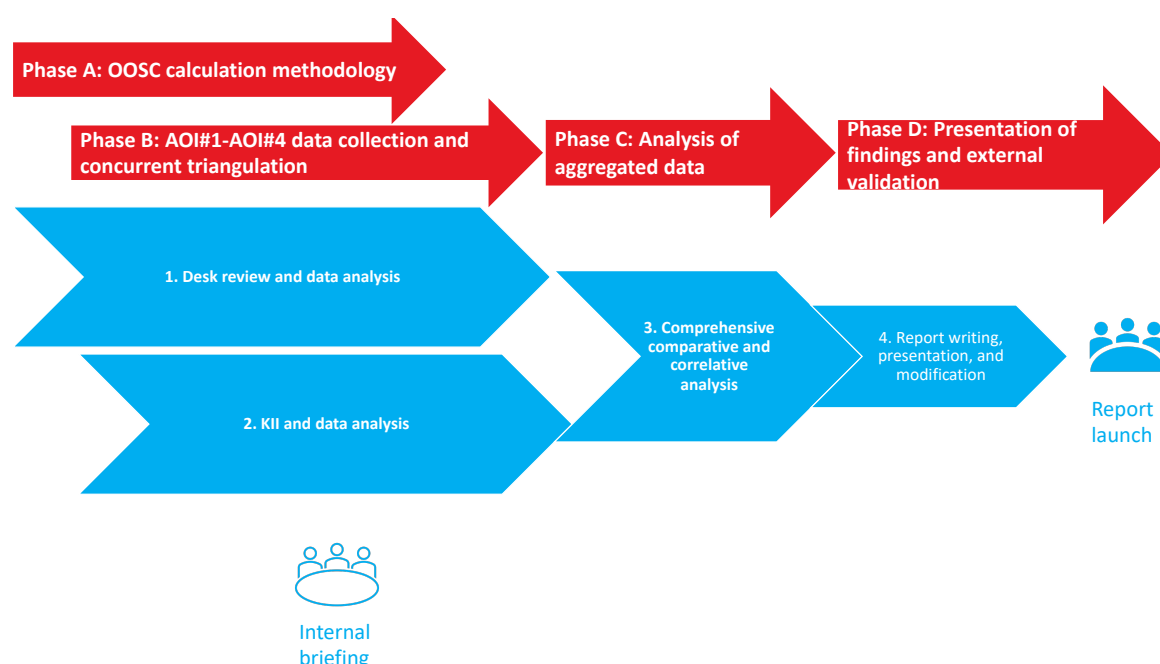 Phase A: OOSC calculation methodology
Phase B: AOI#1-AOI#4 data collection and
concurrent triangulation
Phase C: Analysis of
aggregated data
Phase D: Presentation of
findings and external
validation
1. Desk review and data analysis
2. KII and data analysis
3. Comprehensive
comparative and
correlative
analysis
4. Report writing,
presentation, and
modification
Report
launch
Internal
briefing